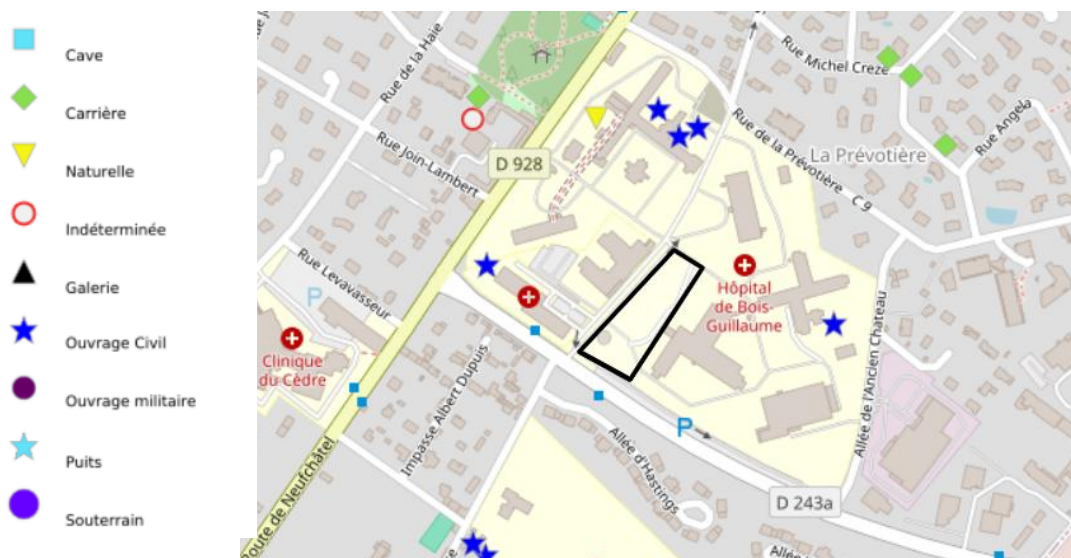 Cave
Carrière
Naturelle
Indéterminée
Galerie
Ouvrage Civil
Ouvrage militaire
Puits
Souterrain
Rue de la Haie
Rue Michel Creze
Rue Angela
Rue Join-Lambert
D 928
Rue de la Prévotière C 9
La Prévotière
Rue Levavasseur
P
Hôpital
de Bois-
Guillaume
Clinique
du Cèdre
Impasse Albert Dupuis
Allée de l'Ancien Chateau
P
Allée d'Hastings
D 243a
Route de Neufchâtel